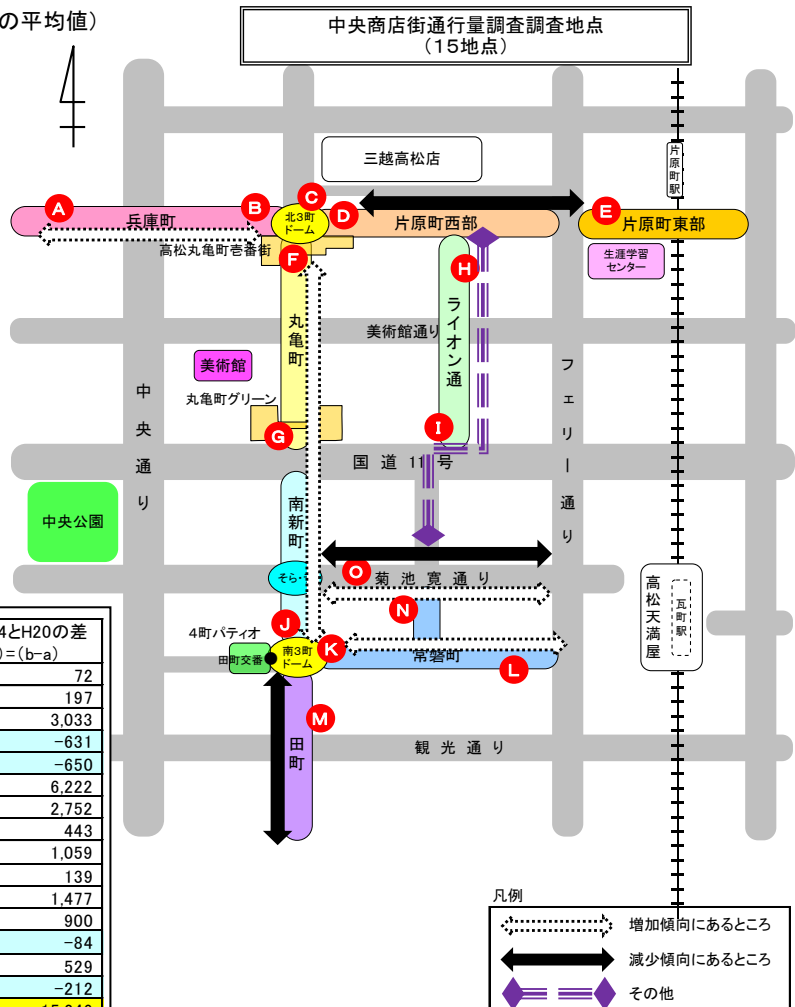 の平均値）
中央商店街通行量調査調査地点
（15地点）
三越高松店
片原町駅
A
B
C
D
E
兵庫町
北3町
ドーム
片原町西部
片原町東部
高松丸亀町壱番街
生涯学習
センター
F
H
丸亀町
ライオン通
美術館通り
美術館
丸亀町グリーン
中央通り
フェリー通り
G
I
国道11号
中央公園
南新町
そら・
O
菊池寛通り
N
高松天満屋
瓦町駅
J
4町パティオ
田町交番
南3町
ドーム
K
常磐町
L
M
田町
観光通り
4とH20の差
)=(b-a)
72
197
3,033
-631
-650
6,222
2,752
443
1,059
139
1,477
900
-84
529
-212
凡例
増加傾向にあるところ
減少傾向にあるところ
その他